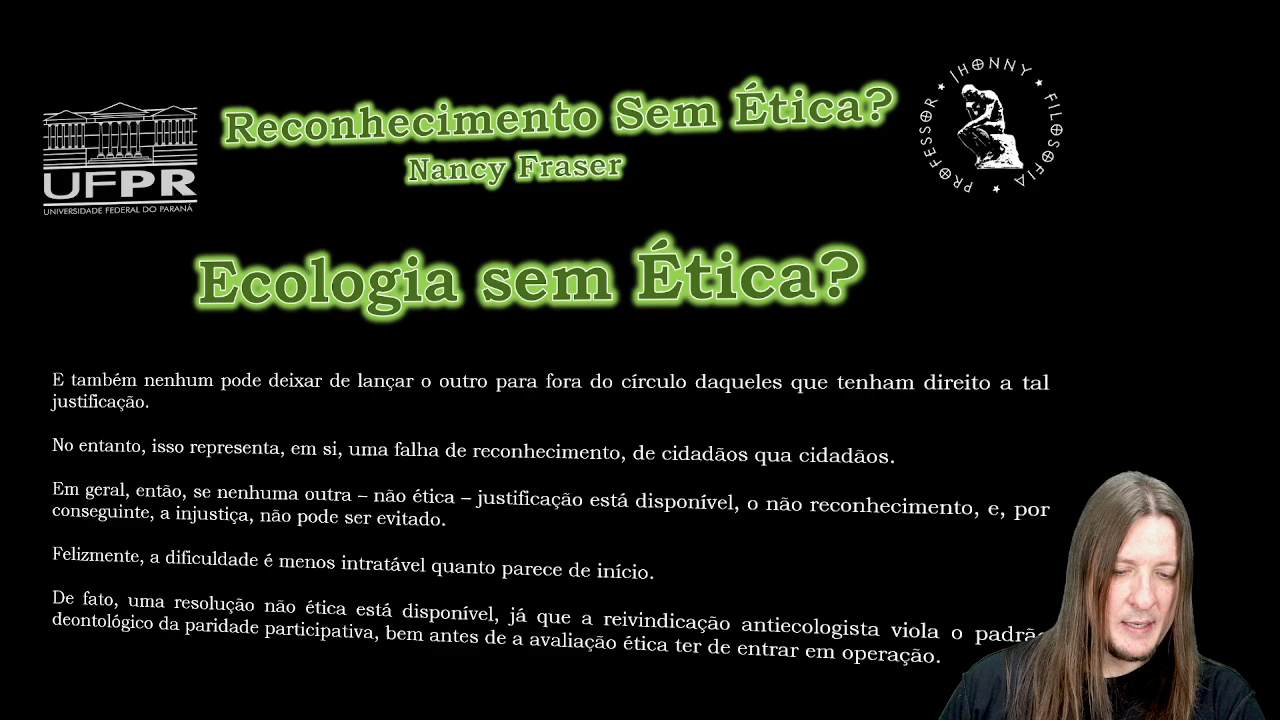 Reconhecimento Sem Ética?
Nancy Fraser
UFPR
UNIVERSIDADE FEDERAL DO PARANÁ
PROFESSOR ★ JHONNY ★ FILOSOFIA ★
Ecologia sem Ética?
E também nenhum pode deixar de lançar o outro para fora do círculo daqueles que tenham direito a tal
justificação.
No entanto, isso representa, em si, uma falha de reconhecimento, de cidadãos qua cidadãos.
Em geral, então, se nenhuma outra – não ética – justificação está disponível, o não reconhecimento, e, por
conseguinte, a injustiça, não pode ser evitado.
Felizmente, a dificuldade é menos intratável quanto parece de início.
De fato, uma resolução não ética está disponível, já que a reivindicação antiecologista viola o padrão
deontológico da paridade participativa, bem antes de a avaliação ética ter de entrar em operação.